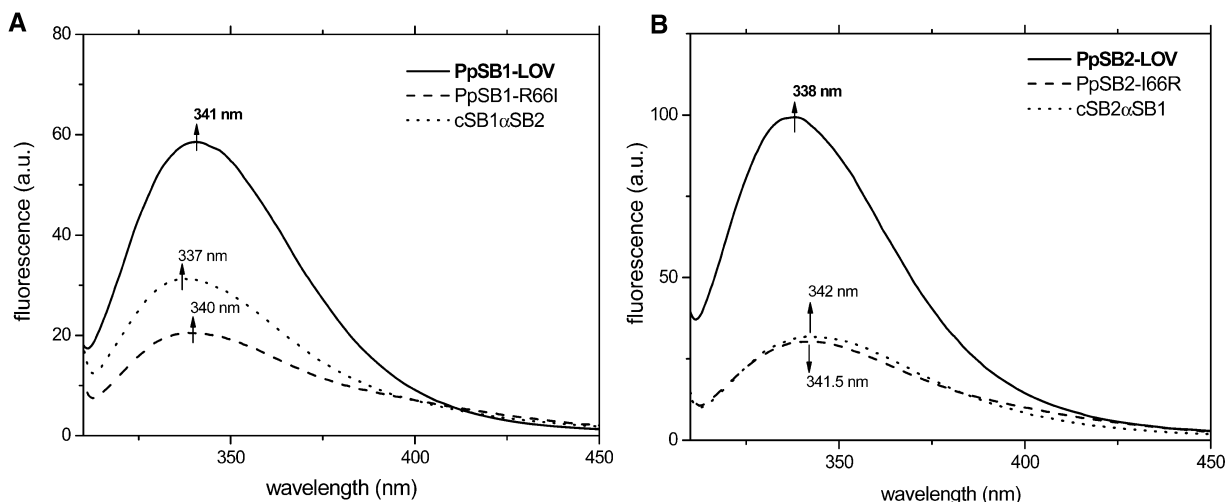 A
80
60
40
20
0
fluorescence (a.u.)
350
400
450
wavelength (nm)
PpSB1-LOV
PpSB1-R66I
cSB1αSB2
341 nm
337 nm
340 nm
B
100
50
0
fluorescence (a.u.)
350
400
450
wavelength (nm)
PpSB2-LOV
PpSB2-I66R
cSB2αSB1
338 nm
342 nm
341.5 nm